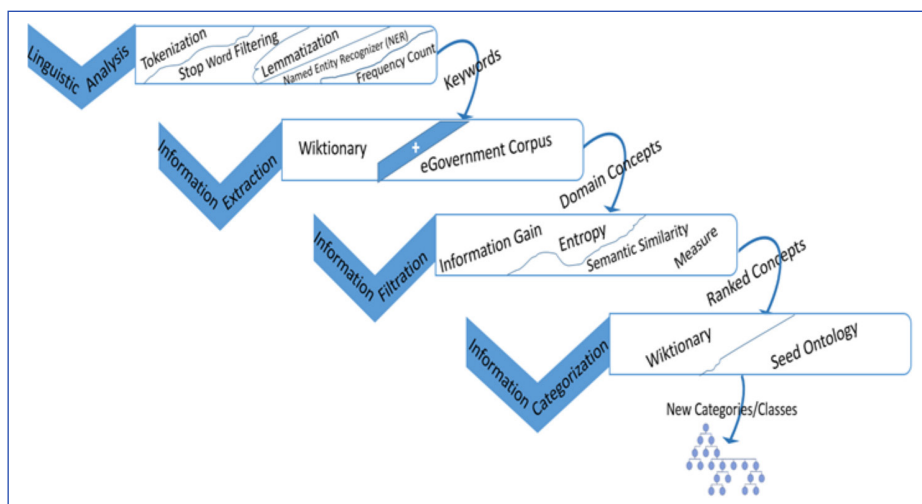 Linguistic Analysis
Tokenization
Stop Word Filtering
Lemmatization
Named Entity Recognizer (NER)
Frequency Count
Keywords
Information Extraction
Wiktionary
+
eGovernment Corpus
Domain Concepts
Information Filtration
Information Gain
Entropy
Semantic Similarity
Measure
Ranked Concepts
Information Categorization
Wiktionary
Seed Ontology
New Categories/Classes